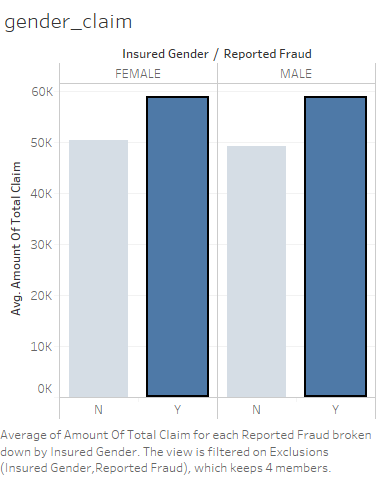 gender_claim
Insured Gender / Reported Fraud
FEMALE MALE
60K
50K
40K
30K
20K
10K
0K
Avg. Amount Of Total Claim
N Y N Y
Average of Amount Of Total Claim for each Reported Fraud broken
down by Insured Gender. The view is filtered on Exclusions
(Insured Gender,Reported Fraud), which keeps 4 members.